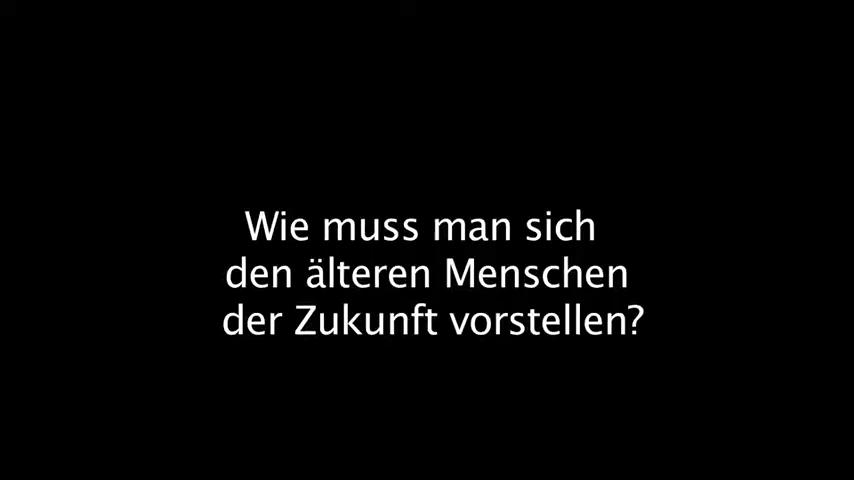 Wie muss man sich
den älteren Menschen
der Zukunft vorstellen?